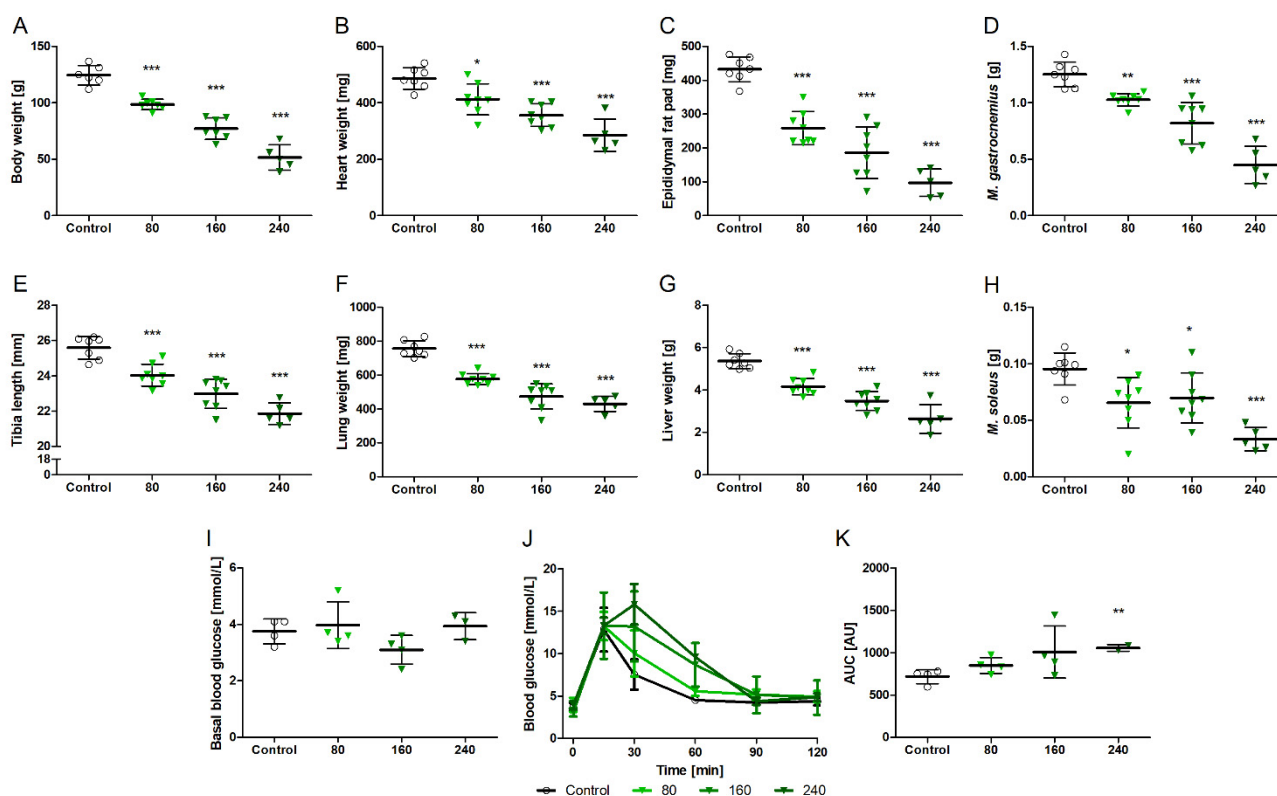 A
Body weight [g]
150
100
50
0
***
***
***
Control 80 160 240
B
Heart weight [mg]
600
400
200
0
*
***
***
Control 80 160 240
C
Epididymal fat pad [mg]
500
400
300
200
100
0
***
***
***
Control 80 160 240
D
M. gastrocnemius [g]
1.5
1.0
0.5
0.0
**
***
***
Control 80 160 240
E
Tibia length [mm]
28
26
24
22
20
18
0
***
***
***
Control 80 160 240
F
Lung weight [mg]
1000
800
600
400
200
0
***
***
***
Control 80 160 240
G
Liver weight [g]
8
6
4
2
0
***
***
***
Control 80 160 240
H
M. soleus [g]
0.15
0.10
0.05
0.00
*
*
***
Control 80 160 240
I
Basal blood glucose [mmol/L]
6
4
2
0
Control 80 160 240
J
Blood glucose [mmol/L]
20
15
10
5
0
0 30 60 90 120
Time [min]
K
AUC [AU]
2000
1500
1000
500
0
**
Control 80 160 240
Control 80 160 240